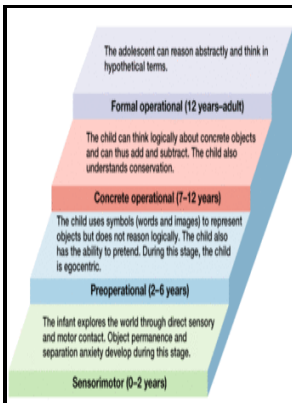 The adolescent can reason abstractly and think in
hypothetical terms.
Formal operational (12 years–adult)
The child can think logically about concrete objects
and can thus add and subtract. The child also
understands conservation.
Concrete operational (7–12 years)
The child uses symbols (words and images) to represent
objects but does not reason logically. The child also
has the ability to pretend. During this stage, the child
is egocentric.
Preoperational (2–6 years)
The infant explores the world through direct sensory
and motor contact. Object permanence and
separation anxiety develop during this stage.
Sensorimotor (0–2 years)